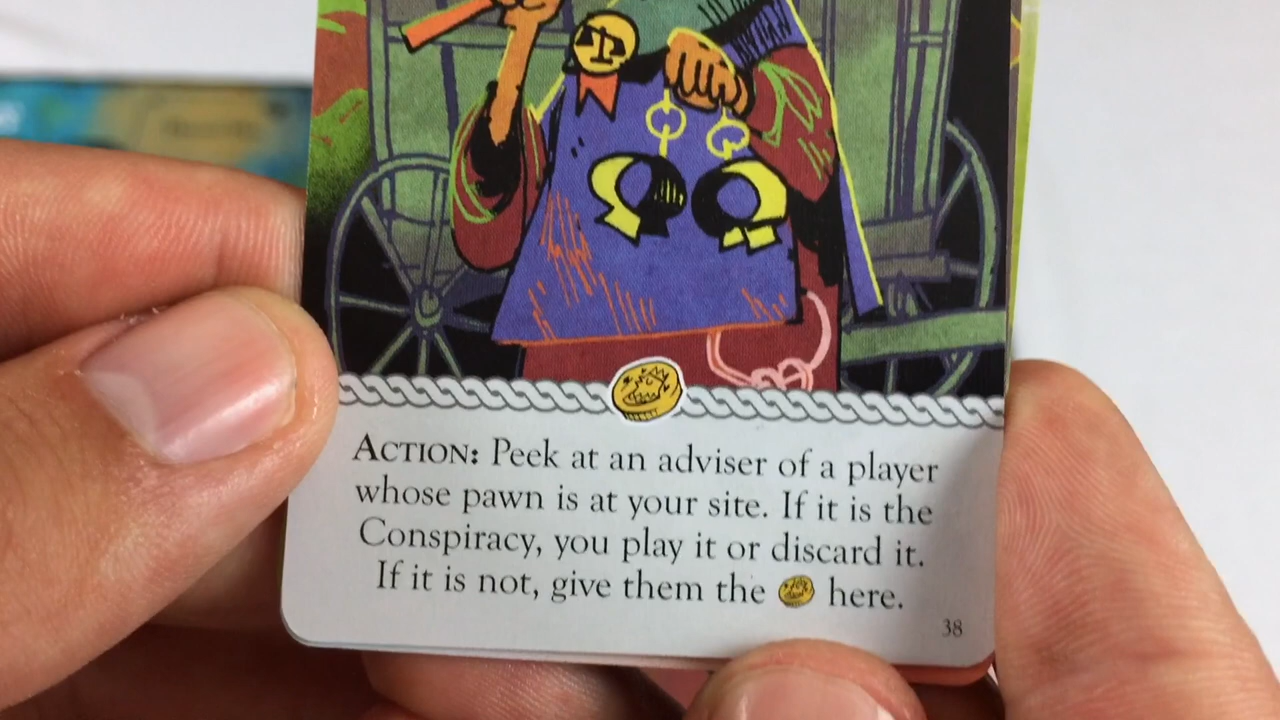 ACTION: Peek at an adviser of a player
whose pawn is at your site. If it is the
Conspiracy, you play it or discard it.
If it is not, give them the here.
38